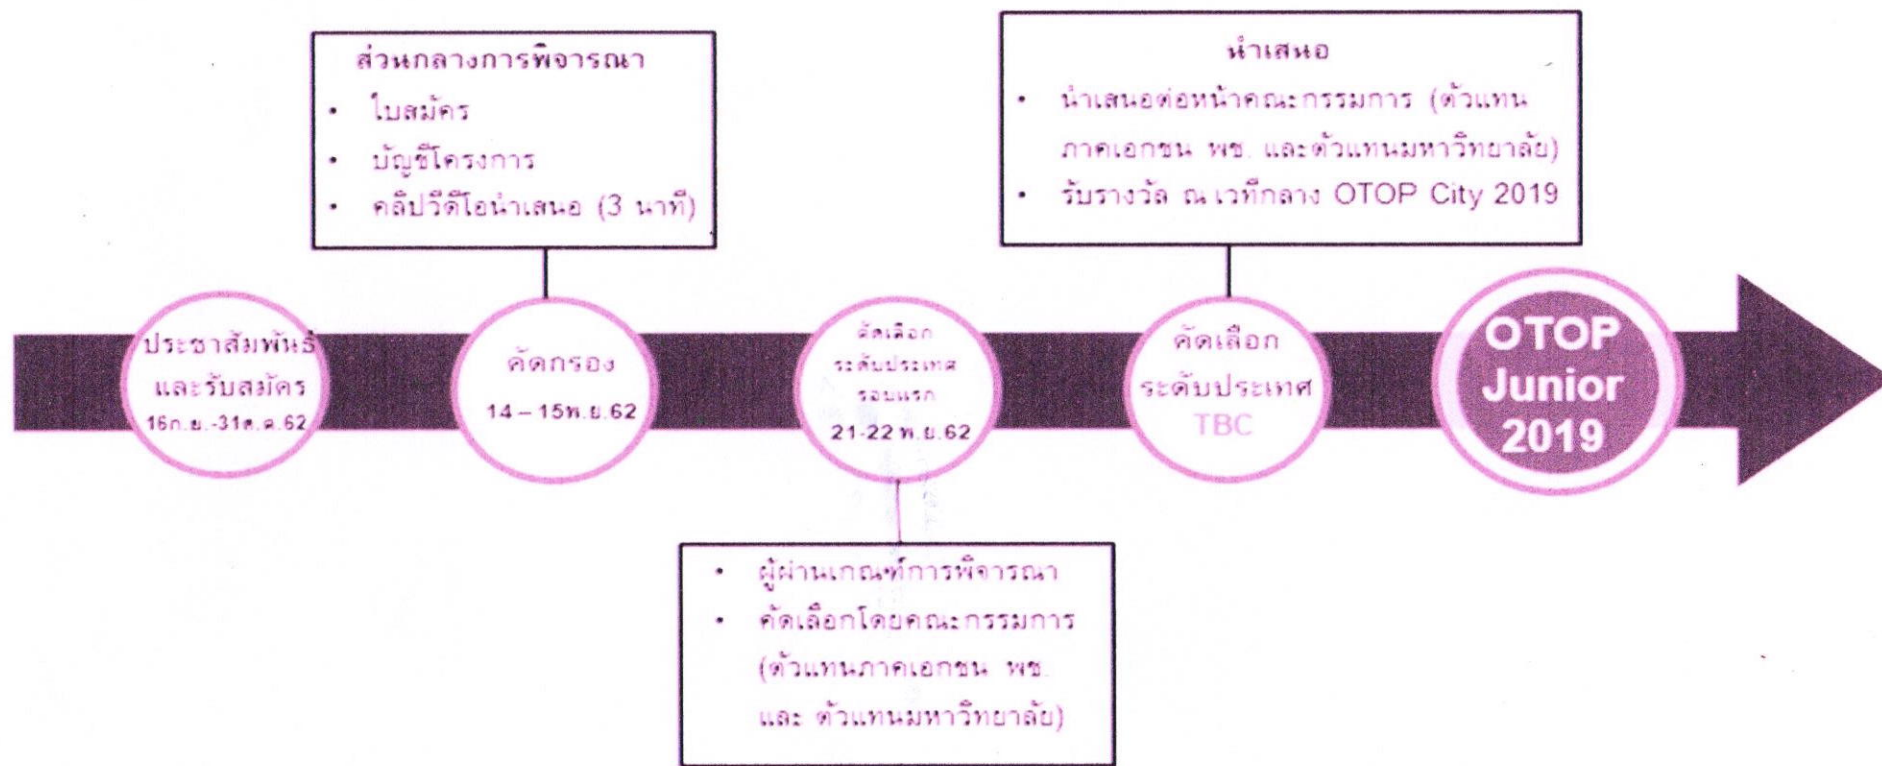 ส่วนกลางการพิจารณา
• ใบสมัคร
• บัญชีโครงการ
• คลิปวีดีโอนำเสนอ (3 นาที)
นำเสนอ
• นำเสนอต่อหน้าคณะกรรมการ (ตัวแทน
ภาคเอกชน พช. และตัวแทนมหาวิทยาลัย)
• รับรางวัล ณ เวทีกลาง OTOP City 2019
ประชาสัมพันธ์
และรับสมัคร
16ก.ย.-31ต.ค.62
คัดกรอง
14 – 15พ.ย.62
คัดเลือก
ระดับประเทศ
รอบแรก
21-22 พ.ย.62
คัดเลือก
ระดับประเทศ
TBC
OTOP
Junior
2019
• ผู้ผ่านเกณฑ์การพิจารณา
• คัดเลือกโดยคณะกรรมการ
(ตัวแทนภาคเอกชน พช.
และ ตัวแทนมหาวิทยาลัย)